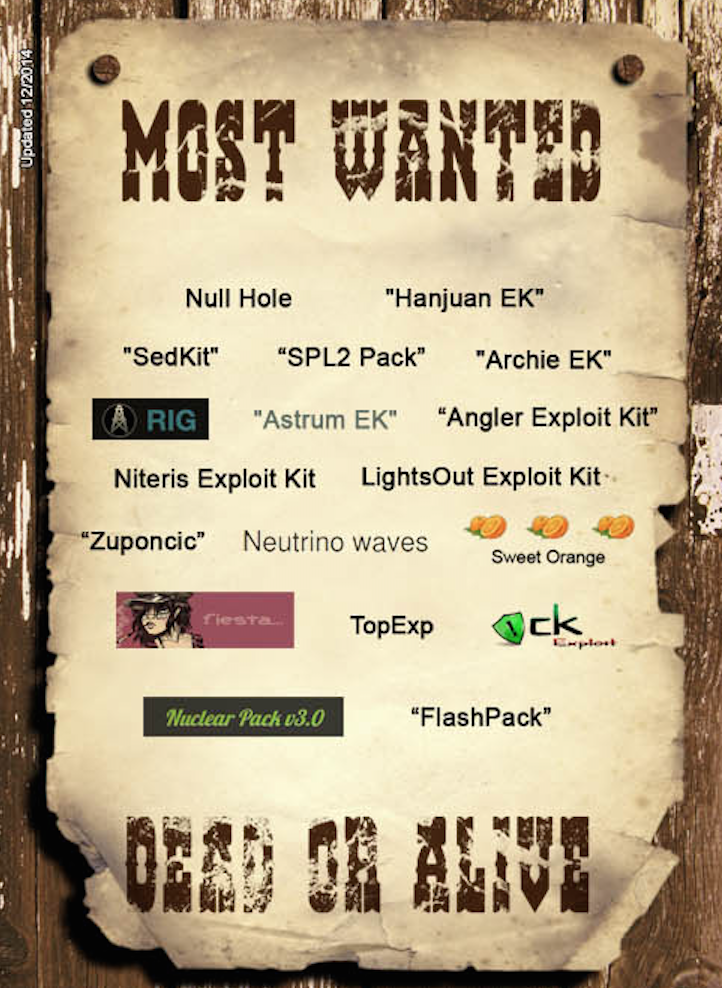 Updated 12/2014
MOST WANTED
Null Hole "Hanjuan EK"
"SedKit" “SPL2 Pack” "Archie EK"
RIG "Astrum EK" “Angler Exploit Kit”
Niteris Exploit Kit LightsOut Exploit Kit
“Zuponcic” Neutrino waves Sweet Orange
fiesta... TopExp ck Exploit
Nuclear Pack v3.0 “FlashPack”
DEAD OR ALIVE